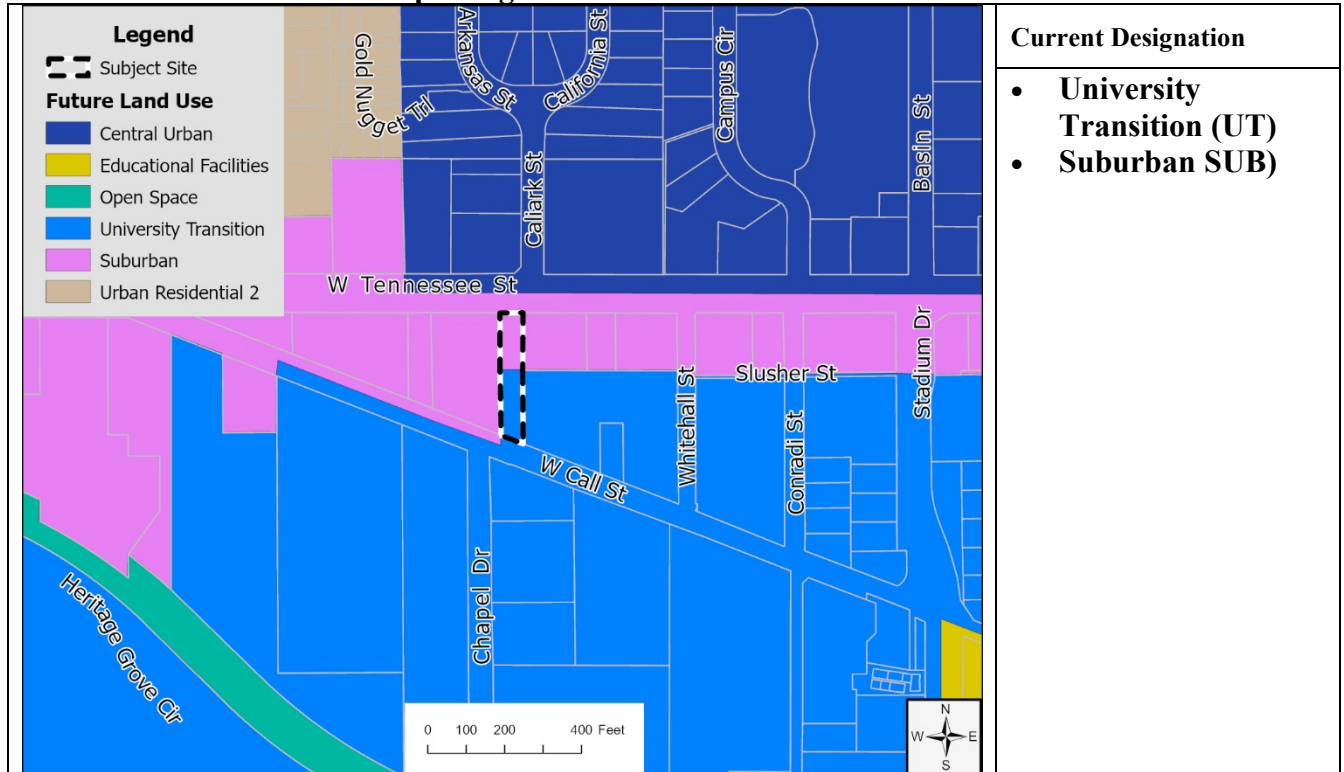 Legend
Subject Site
Future Land Use
Central Urban
Educational Facilities
Open Space
University Transition
Suburban
Urban Residential 2
Gold Nugget Trl
Arkansas St
California St
Caliark St
Campus Cir
Basin St
W Tennessee St
Slusher St
Whitehall St
Conradi St
Stadium Dr
W Call St
Chapel Dr
Heritage Grove Cir
0 100 200 400 Feet
N
W E
S
Current Designation
• University
Transition (UT)
• Suburban SUB)